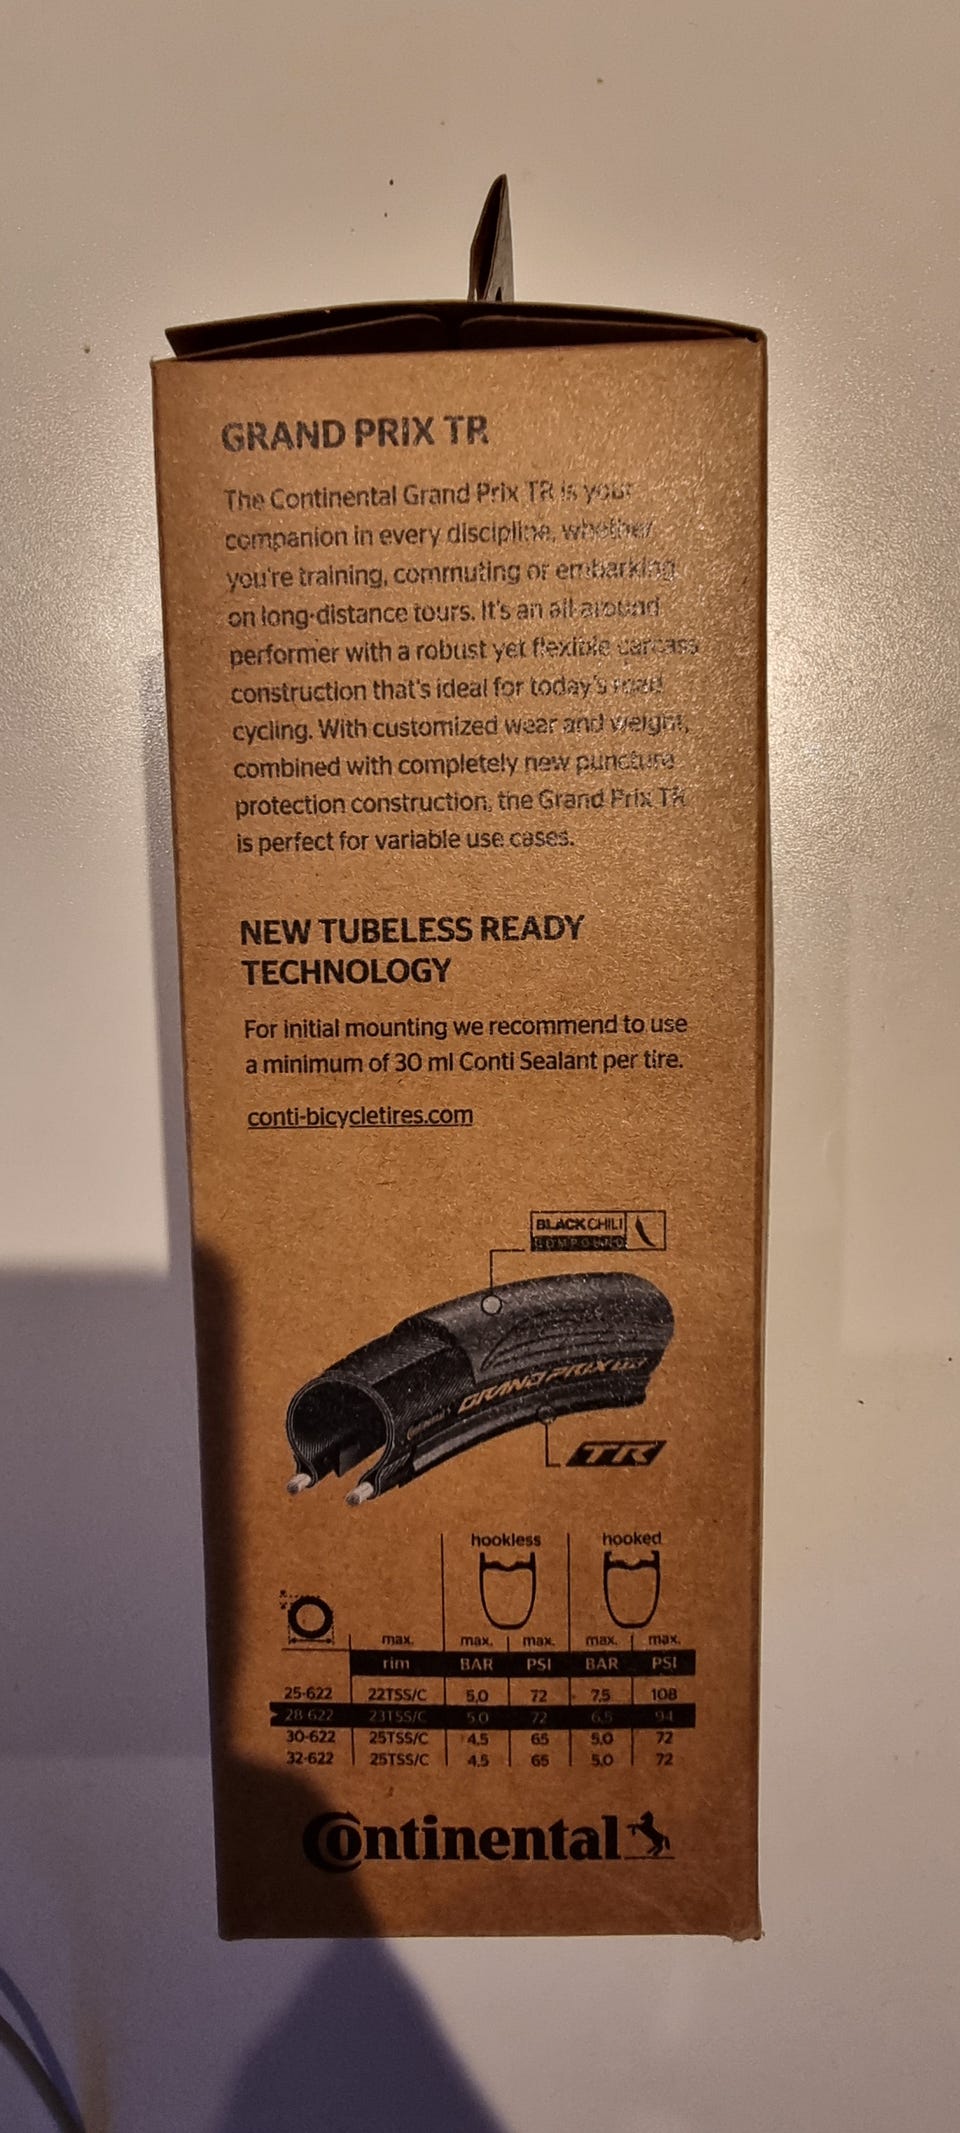 GRAND PRIX TR
The Continental Grand Prix TR is your
companion in every discipline, whether
you're training, commuting or embarking
on long-distance tours. It's an all around
performer with a robust yet flexible carcass
construction that's ideal for today's road
cycling. With customized wear and weight,
combined with completely new puncture
protection construction, the Grand Prix TR
is perfect for variable use cases.
NEW TUBELESS READY
TECHNOLOGY
For initial mounting we recommend to use
a minimum of 30 ml Conti Sealant per tire.
conti-bicycletires.com
BLACKCHILI
COMPOUND
GRAND PRIX TR
TR
hookless hooked
max. max. max. max. max.
rim BAR PSI BAR PSI
25-622 22TSS/C 5,0 72 7,5 108
28-622 23TSS/C 5,0 72 6,5 94
30-622 25TSS/C 4,5 65 5,0 72
32-622 25TSS/C 4,5 65 5,0 72
Continental